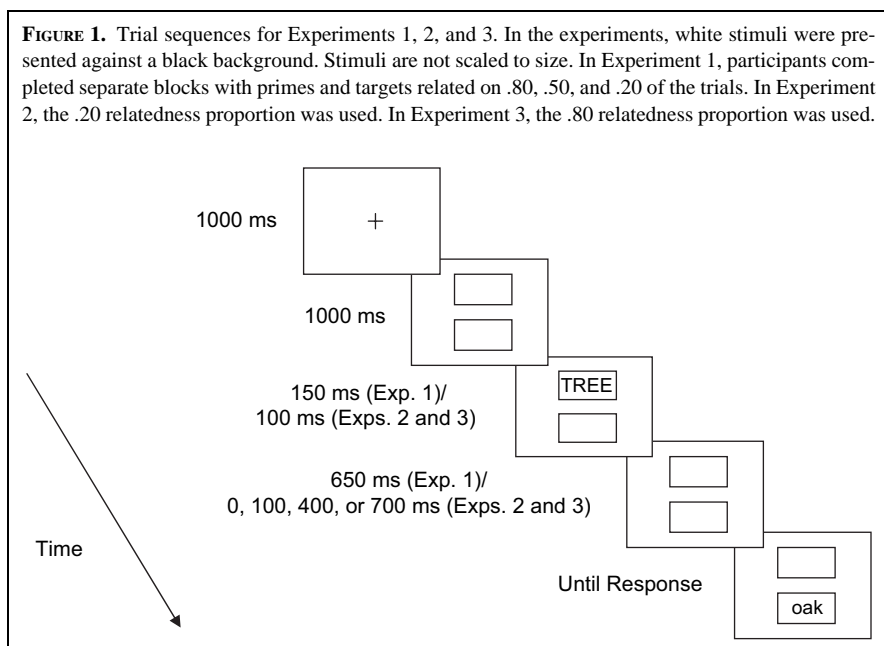 FIGURE 1. Trial sequences for Experiments 1, 2, and 3. In the experiments, white stimuli were pre-
sented against a black background. Stimuli are not scaled to size. In Experiment 1, participants com-
pleted separate blocks with primes and targets related on .80, .50, and .20 of the trials. In Experiment
2, the .20 relatedness proportion was used. In Experiment 3, the .80 relatedness proportion was used.
1000 ms
+
1000 ms
150 ms (Exp. 1)/
100 ms (Exps. 2 and 3)
TREE
650 ms (Exp. 1)/
0, 100, 400, or 700 ms (Exps. 2 and 3)
Time
Until Response
oak